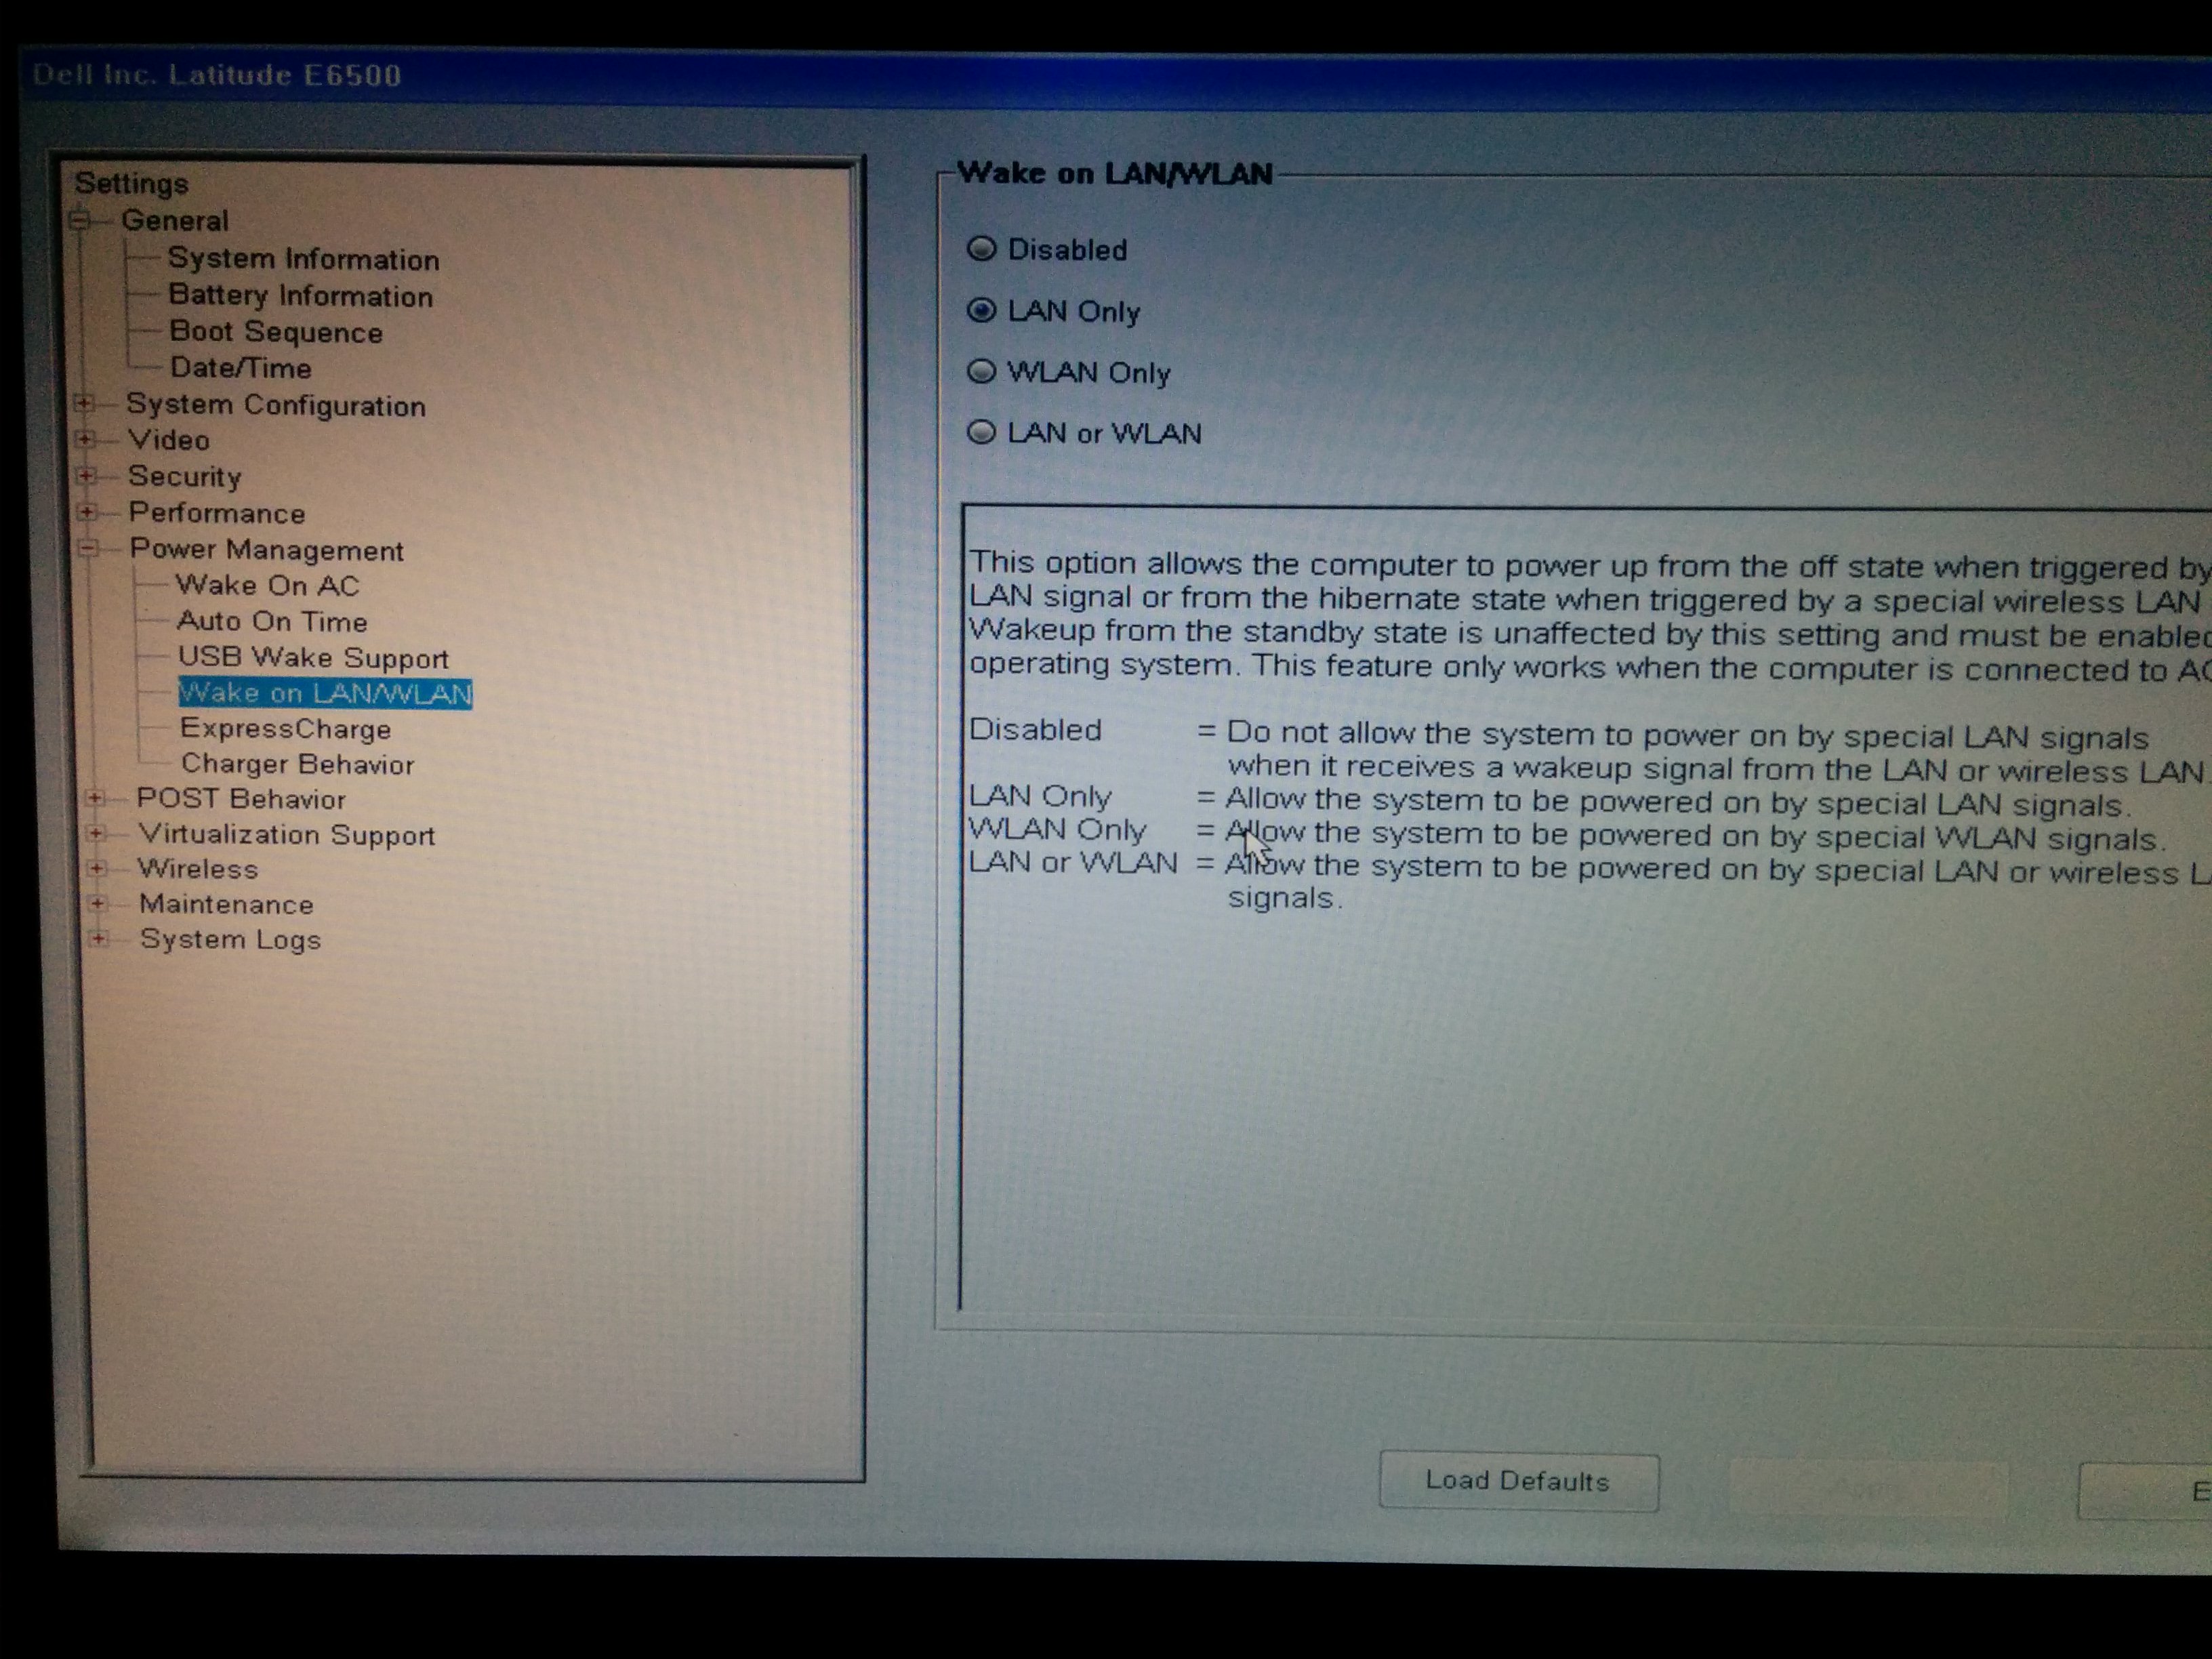 Dell Inc. Latitude E6500
Settings
General
System Information
Battery Information
Boot Sequence
Date/Time
System Configuration
Video
Security
Performance
Power Management
Wake On AC
Auto On Time
USB Wake Support
Wake on LAN/WLAN
ExpressCharge
Charger Behavior
POST Behavior
Virtualization Support
Wireless
Maintenance
System Logs
Wake on LAN/WLAN
Disabled
LAN Only
WLAN Only
LAN or WLAN
This option allows the computer to power up from the off state when triggered by
LAN signal or from the hibernate state when triggered by a special wireless LAN
Wakeup from the standby state is unaffected by this setting and must be enabled
operating system. This feature only works when the computer is connected to AC
Disabled = Do not allow the system to power on by special LAN signals
when it receives a wakeup signal from the LAN or wireless LAN.
LAN Only = Allow the system to be powered on by special LAN signals.
WLAN Only = Allow the system to be powered on by special WLAN signals.
LAN or WLAN = Allow the system to be powered on by special LAN or wireless
signals.
Load Defaults